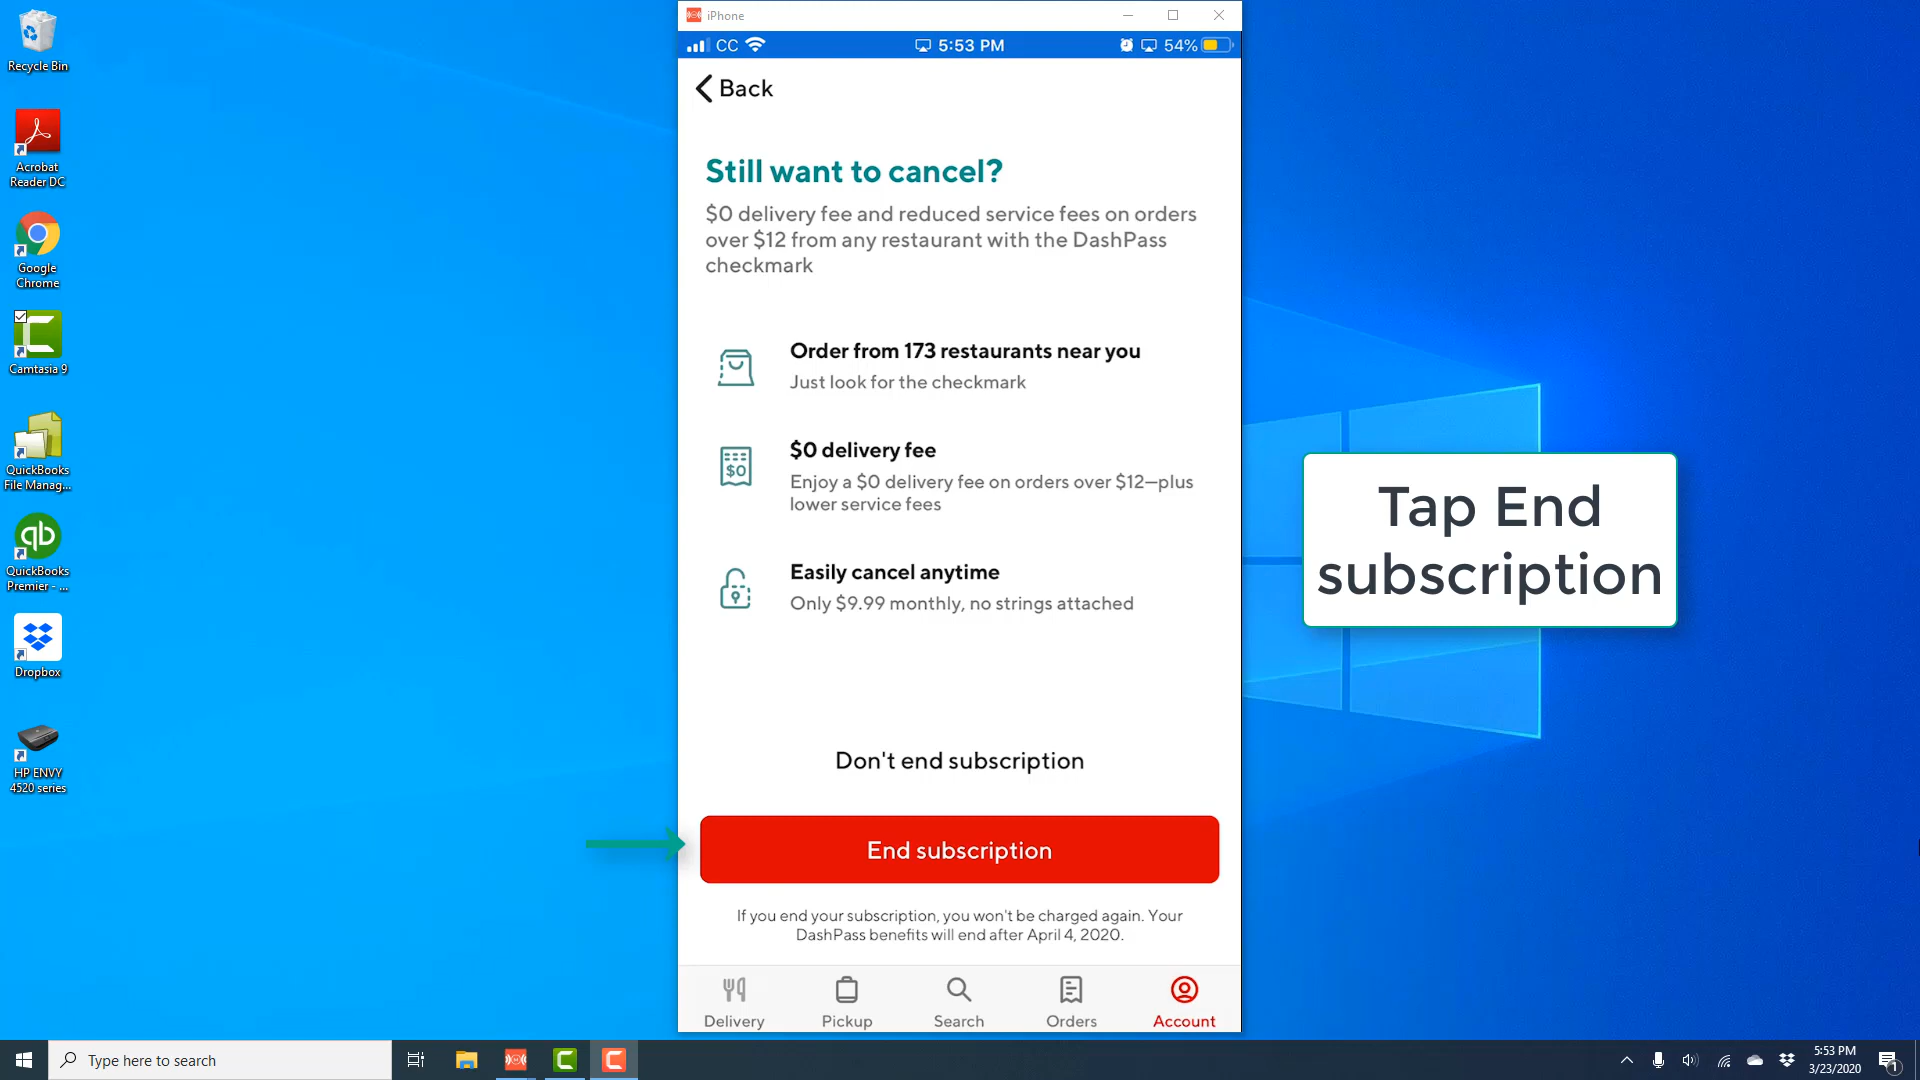 Recycle Bin
Acrobat
Reader DC
Google
Chrome
Camtasia 9
QuickBooks
File Manag...
QuickBooks
Premier - ...
Dropbox
HP ENVY
4520 series
iPhone
CC
5:53 PM
54%
Back
Still want to cancel?
$0 delivery fee and reduced service fees on orders
over $12 from any restaurant with the DashPass
checkmark
Order from 173 restaurants near you
Just look for the checkmark
$0
$0 delivery fee
Enjoy a $0 delivery fee on orders over $12—plus
lower service fees
Easily cancel anytime
Only $9.99 monthly, no strings attached
Don't end subscription
End subscription
If you end your subscription, you won't be charged again. Your
DashPass benefits will end after April 4, 2020.
Delivery
Pickup
Search
Orders
Account
Tap End
subscription
Type here to search
5:53 PM
3/23/2020
1